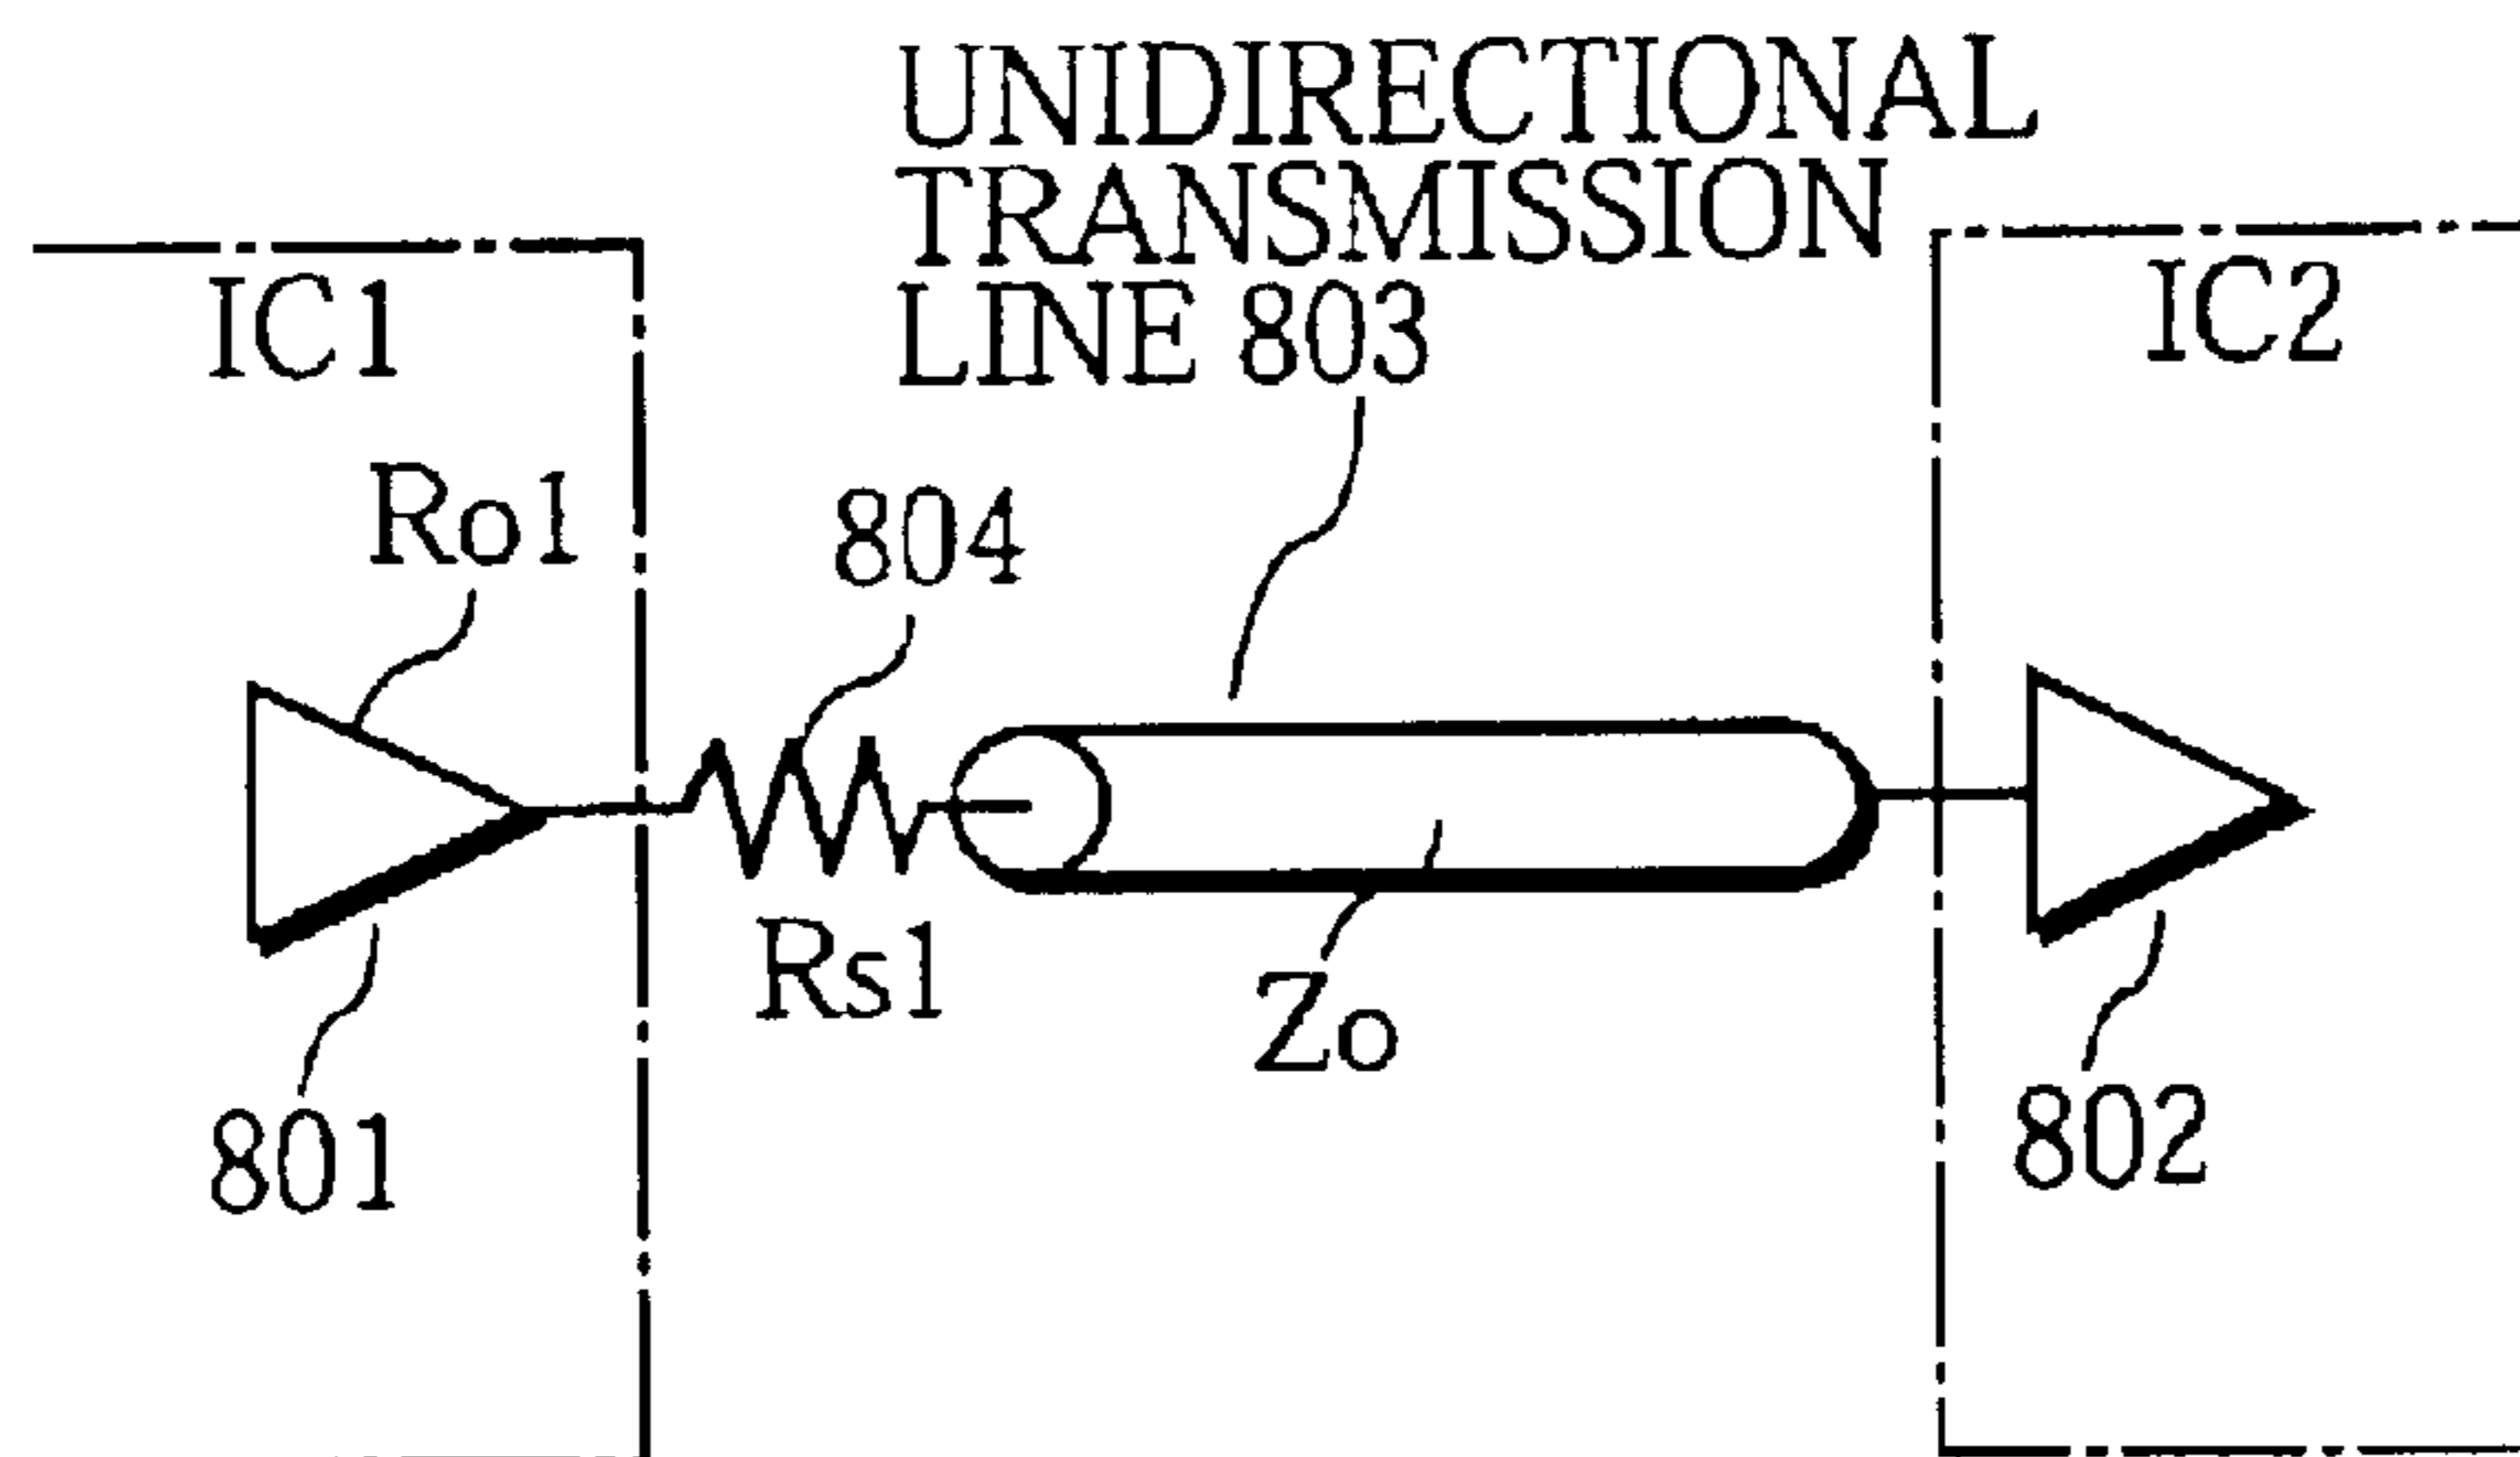 UNIDIRECTIONAL
TRANSMISSION
LINE 803
IC1
IC2
Ro1
804
Rs1
Zo
801
802